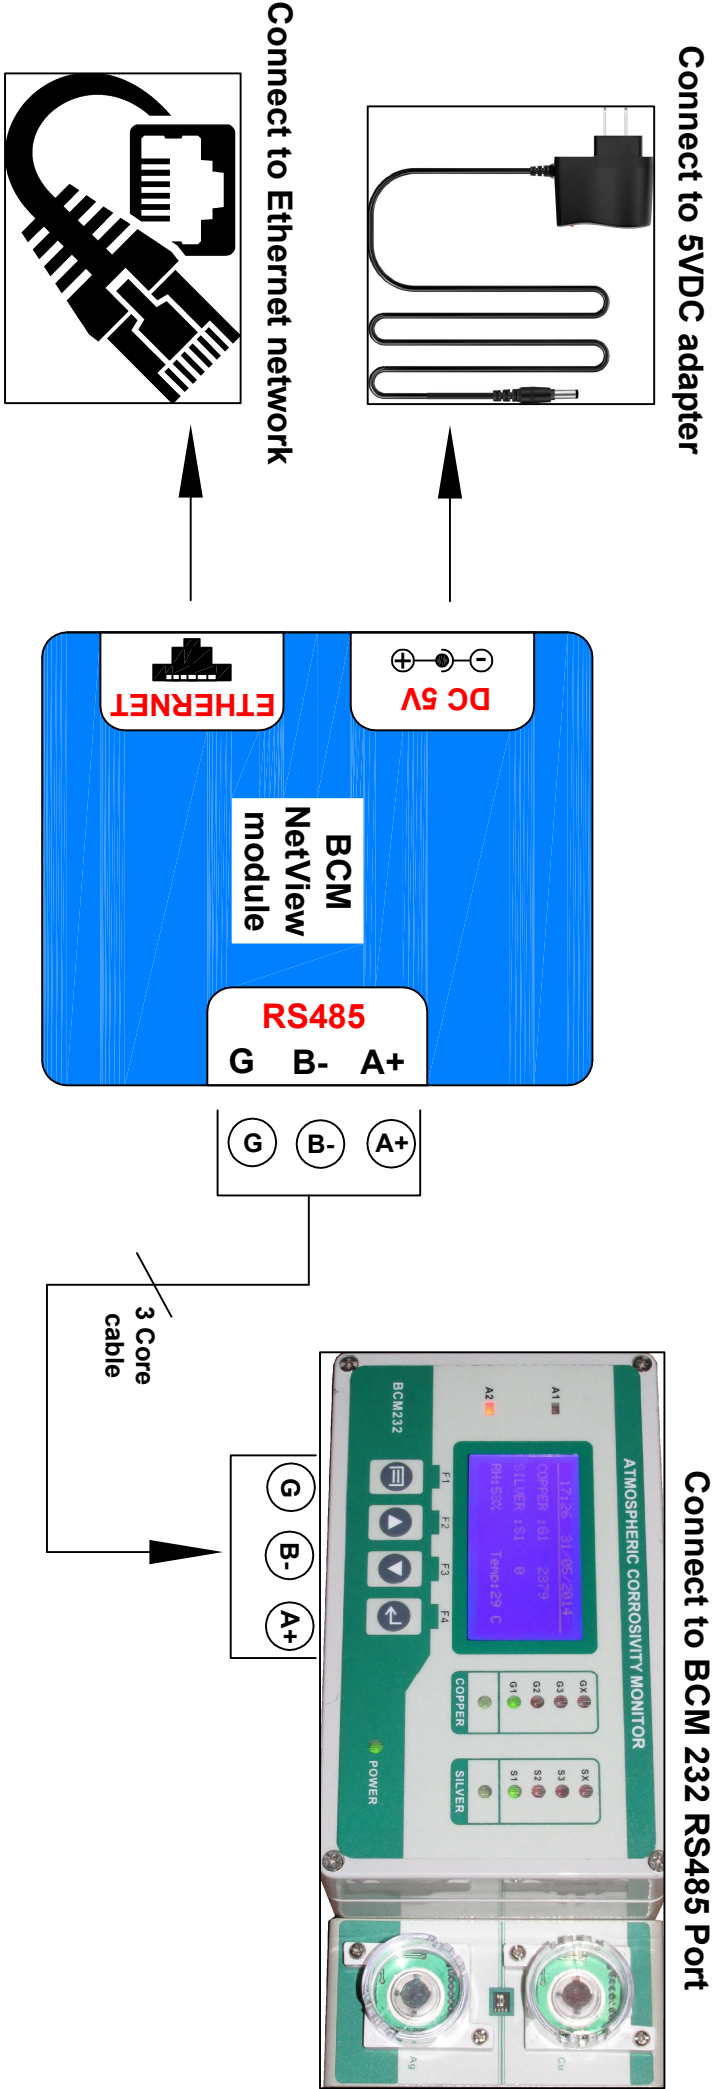 Connect to 5VDC adapter
Connect to Ethernet network
DC 5V
ETHERNET
BCM
NetView
module
RS485
G B- A+
G B- A+
3 Core
cable
Connect to BCM 232 RS485 Port
G B- A+
ATMOSPHERIC CORROSIVITY MONITOR
A1
A2
17:26 31/05/2014
COPPER :G1 2379
SILVER :S1 0
RH:53% Temp:29 C
BCM232
F1 F2 F3 F4
GX
G3
G2
G1
COPPER
SX
S3
S2
S1
SILVER
POWER
Cu
Ag